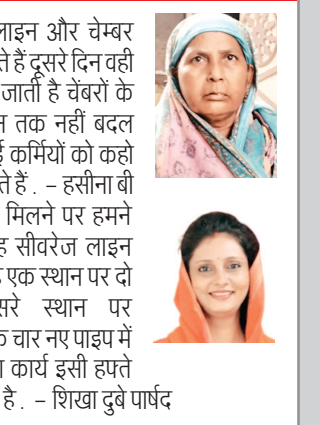 लाइन और चेम्बर
ते हैं दूसरे दिन वही
जाती है चेंबरों के
तक नहीं बदल
कर्मियों को कहो
ते हैं . – हसीना बी
मिलने पर हमने
सीवरेज लाइन
एक स्थान पर दो
सरे स्थान पर
चार नए पाइप में
कार्य इसी हफ्ते
है . – शिखा दुबे पार्षद